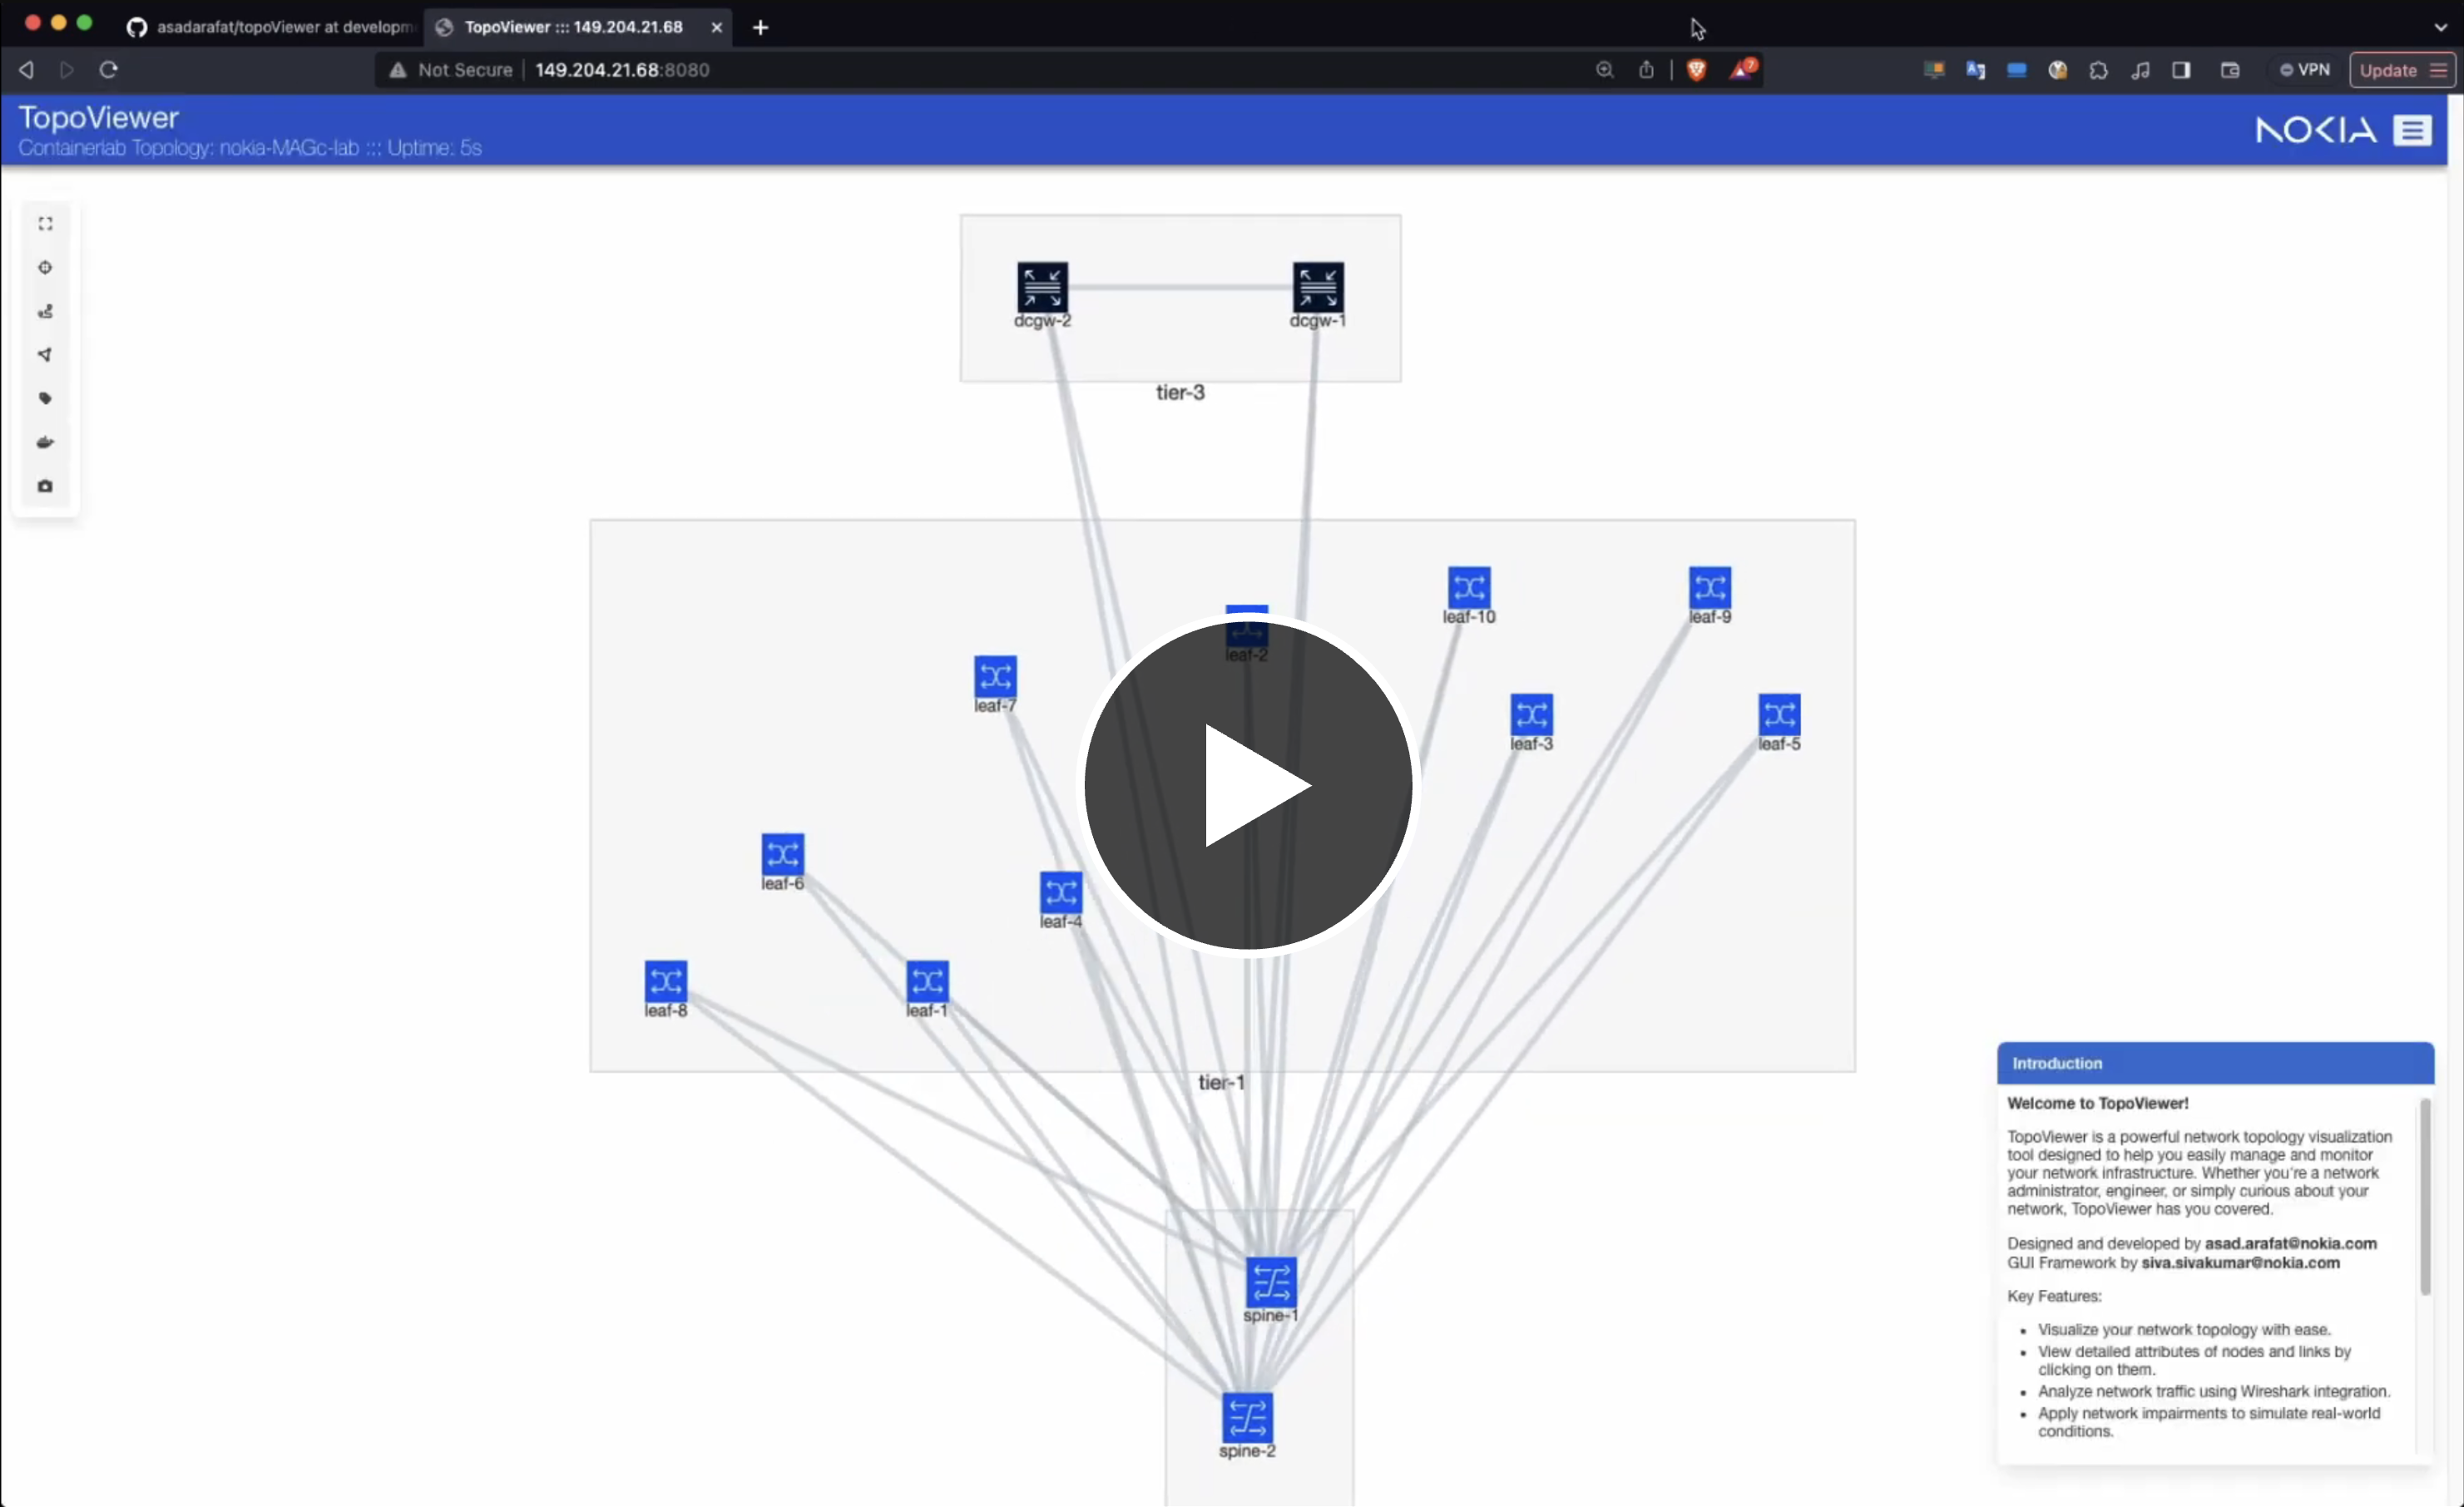 asadarafat/topoViewer at developm
TopoViewer ::: 149.204.21.68
Not Secure
149.204.21.68:8080
7
VPN
Update
TopoViewer
Containerlab Topology: nokia-MAGc-lab ::: Uptime: 5s
NOKIA
dcgw-2
dcgw-1
tier-3
leaf-10
leaf-9
leaf-2
leaf-7
leaf-3
leaf-5
leaf-6
leaf-4
leaf-8
leaf-1
tier-1
spine-1
spine-2
Introduction
Welcome to TopoViewer!
TopoViewer is a powerful network topology visualization
tool designed to help you easily manage and monitor
your network infrastructure. Whether you're a network
administrator, engineer, or simply curious about your
network, TopoViewer has you covered.
Designed and developed by asad.arafat@nokia.com
GUI Framework by siva.sivakumar@nokia.com
Key Features:
• Visualize your network topology with ease.
• View detailed attributes of nodes and links by
clicking on them.
• Analyze network traffic using Wireshark integration.
• Apply network impairments to simulate real-world
conditions.